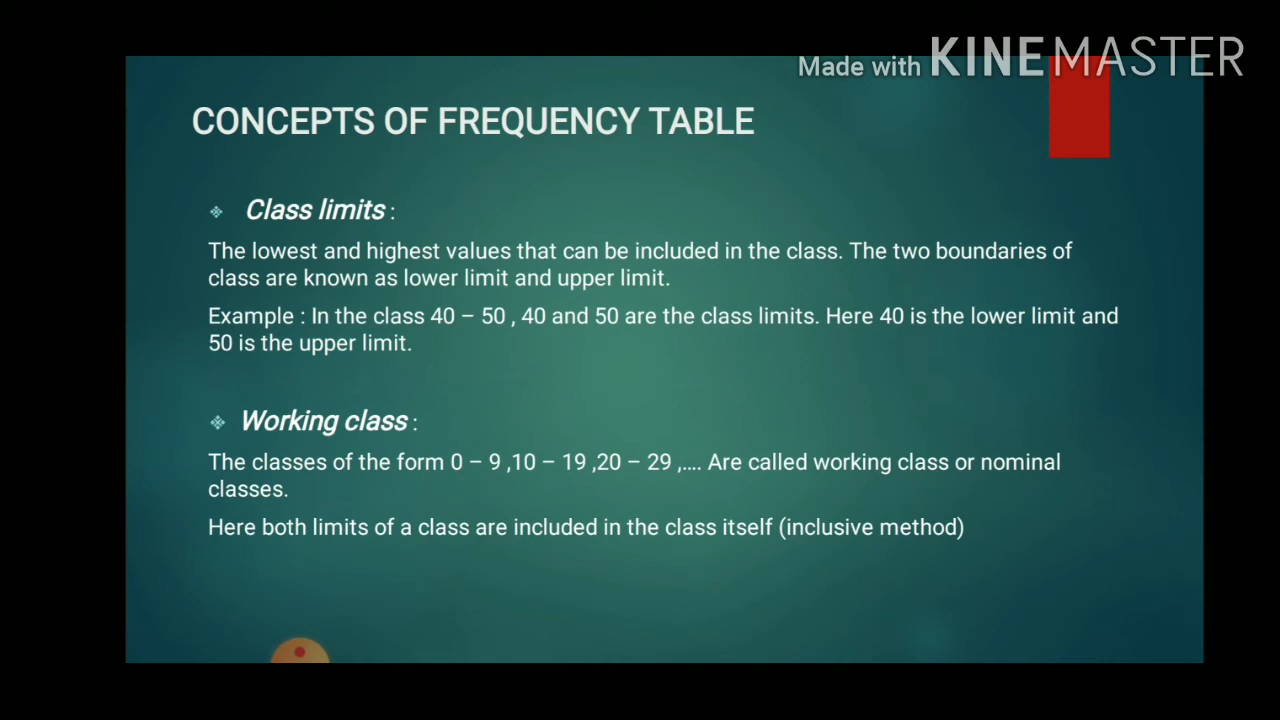 Made with KINEMASTER
CONCEPTS OF FREQUENCY TABLE
Class limits :
The lowest and highest values that can be included in the class. The two boundaries of
class are known as lower limit and upper limit.
Example : In the class 40 – 50 , 40 and 50 are the class limits. Here 40 is the lower limit and
50 is the upper limit.
Working class :
The classes of the form 0 – 9 ,10 – 19 ,20 – 29 ,.... Are called working class or nominal
classes.
Here both limits of a class are included in the class itself (inclusive method)